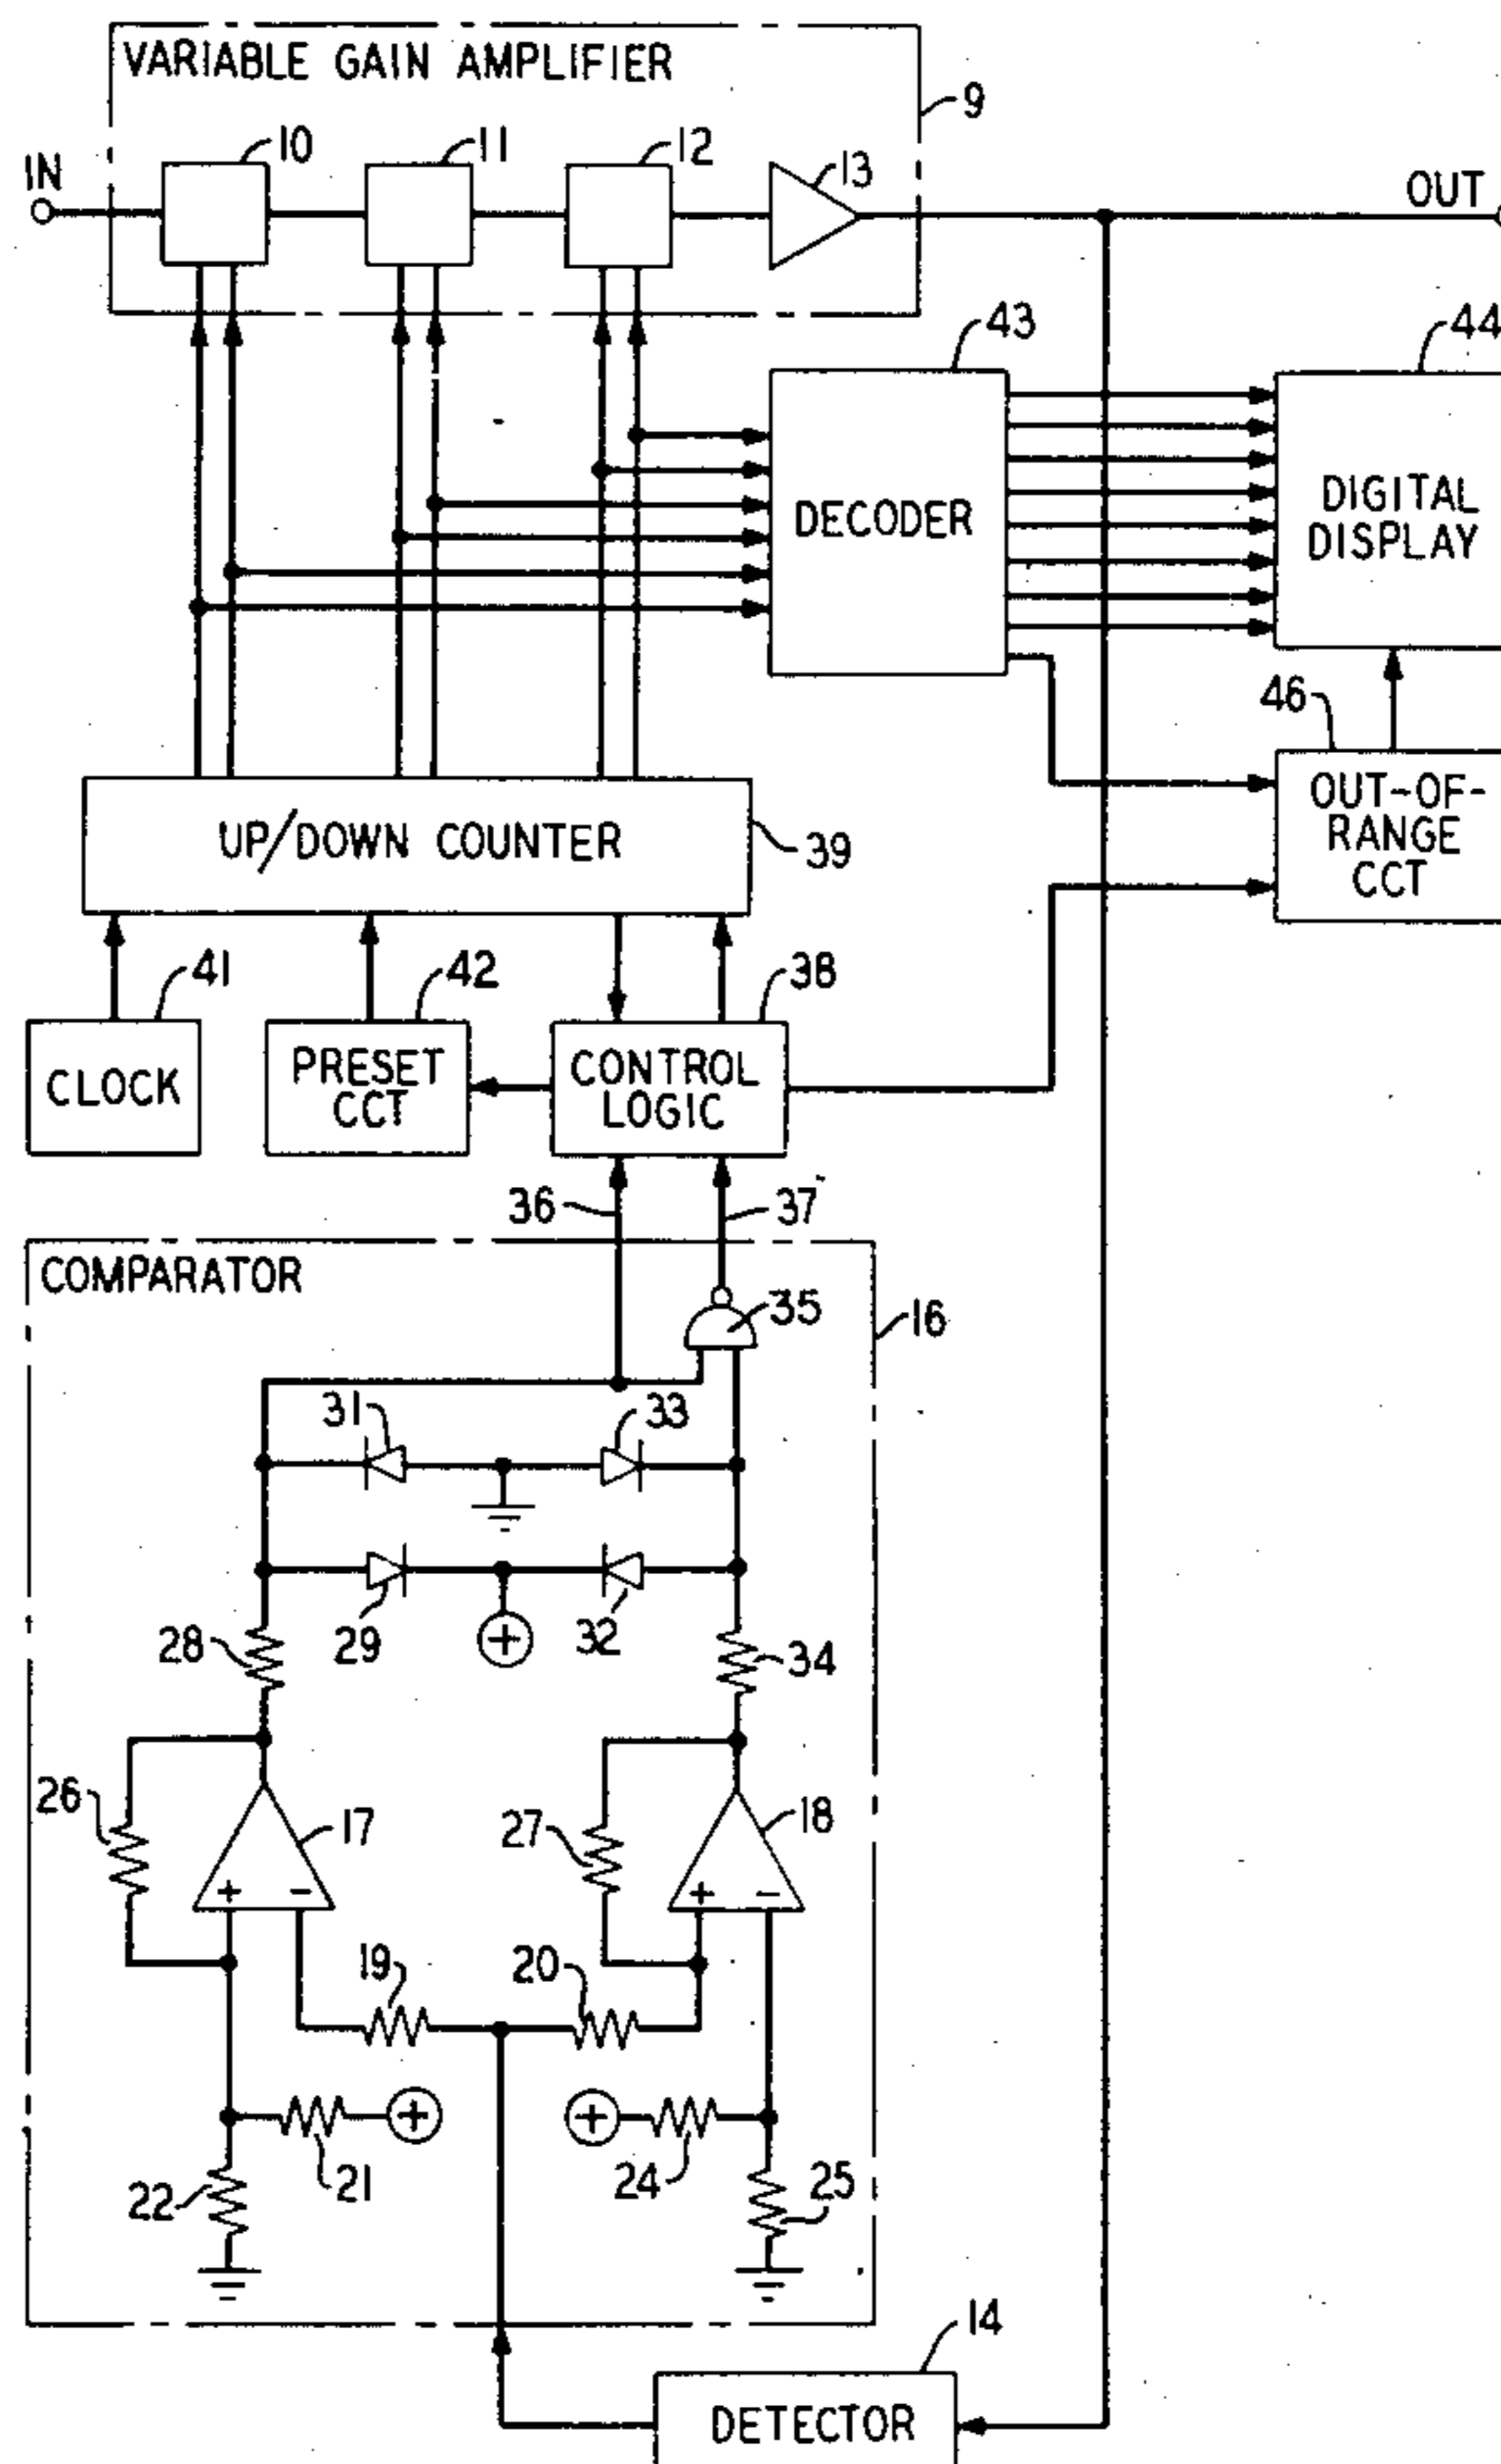 VARIABLE GAIN AMPLIFIER
9
10
11
12
13
IN
OUT
43
44
DECODER
DIGITAL
DISPLAY
46
OUT-OF-
RANGE
CCT
UP/DOWN COUNTER
39
41
42
38
CLOCK
PRESET
CCT
CONTROL
LOGIC
36
37
COMPARATOR
35
16
31
33
28
29
+
32
34
26
17
27
18
+
-
+
-
19
20
+
+
22
21
24
25
14
DETECTOR